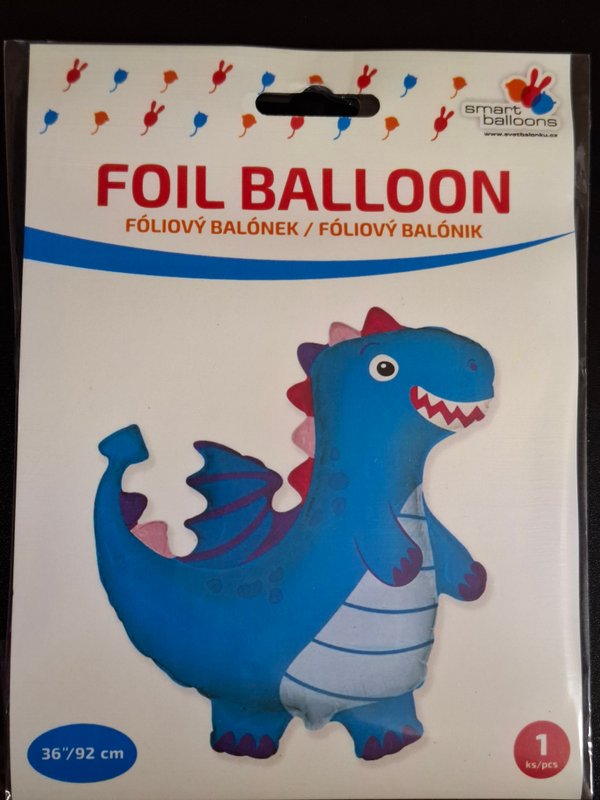 smart
balloons
www.svetbalonku.cz
FOIL BALLOON
FÓLIOVÝ BALÓNEK / FÓLIOVÝ BALÓNIK
36"/92 cm
1
ks/pcs